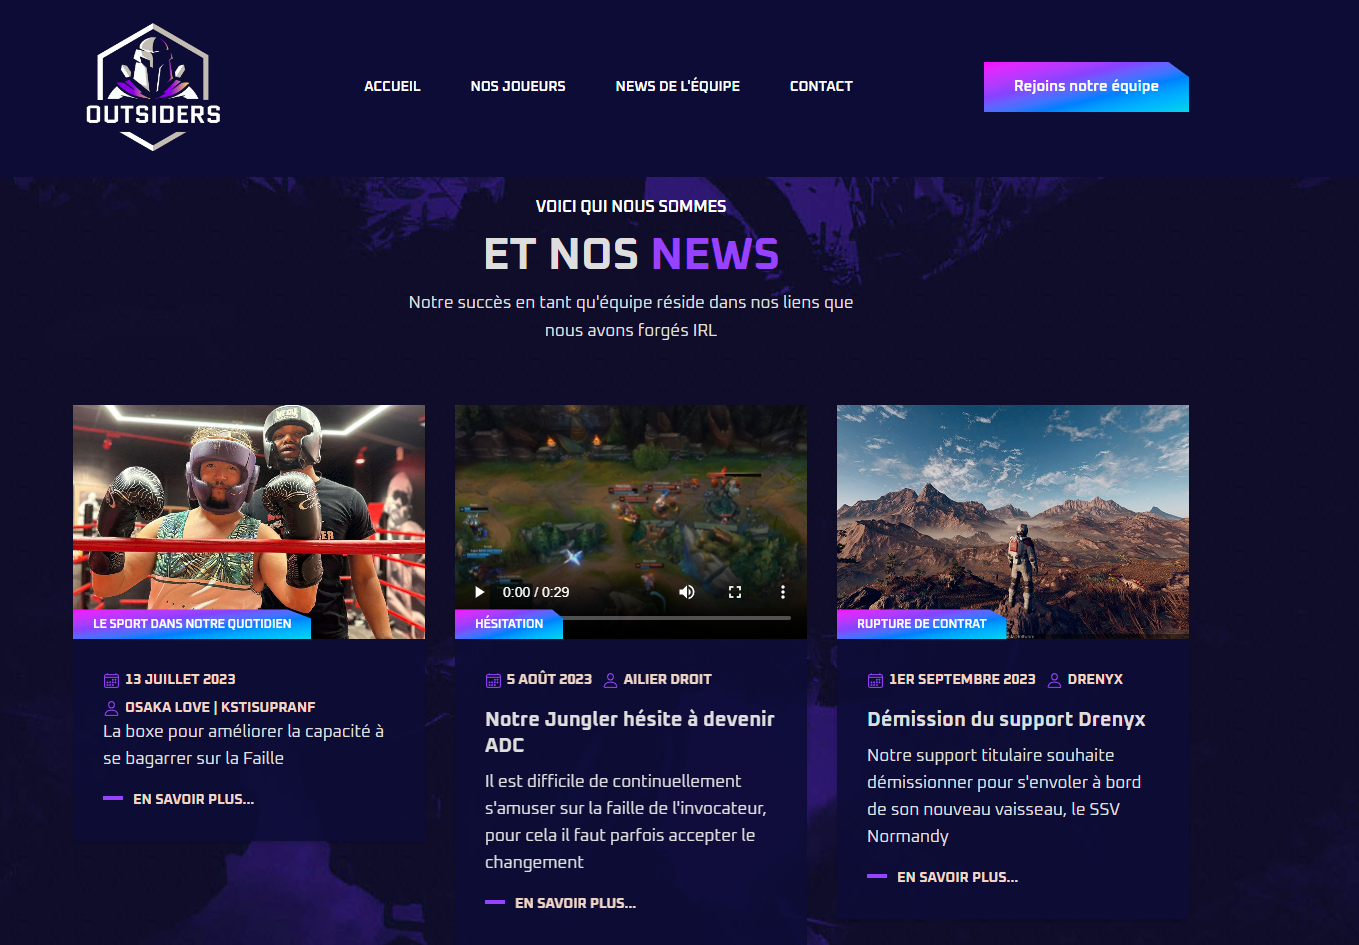 OUTSIDERS
ACCUEIL
NOS JOUEURS
NEWS DE L'ÉQUIPE
CONTACT
Rejoins notre équipe
VOICI QUI NOUS SOMMES
ET NOS NEWS
Notre succès en tant qu'équipe réside dans nos liens que
nous avons forgés IRL
LE SPORT DANS NOTRE QUOTIDIEN
13 JUILLET 2023
OSAKA LOVE | KSTISUPRANF
La boxe pour améliorer la capacité à
se bagarrer sur la Faille
EN SAVOIR PLUS...
0:00 / 0:29
HÉSITATION
5 AOÛT 2023 AILIER DROIT
Notre Jungler hésite à devenir
ADC
Il est difficile de continuellement
s'amuser sur la faille de l'invocateur,
pour cela il faut parfois accepter le
changement
EN SAVOIR PLUS...
RUPTURE DE CONTRAT
1ER SEPTEMBRE 2023 DRENYX
Démission du support Drenyx
Notre support titulaire souhaite
démissionner pour s'envoler à bord
de son nouveau vaisseau, le SSV
Normandy
EN SAVOIR PLUS...